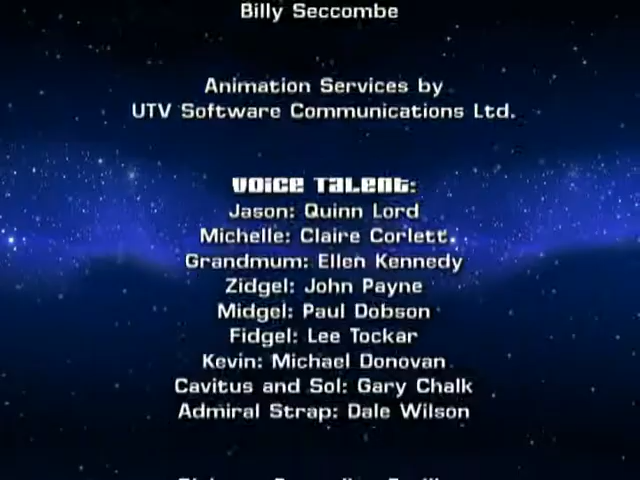 Billy Seccombe
Animation Services by
UTV Software Communications Ltd.
Voice Talent:
Jason: Quinn Lord
Michelle: Claire Corlett
Grandmum: Ellen Kennedy
Zidgel: John Payne
Midgel: Paul Dobson
Fidgel: Lee Tockar
Kevin: Michael Donovan
Cavitus and Sol: Gary Chalk
Admiral Strap: Dale Wilson